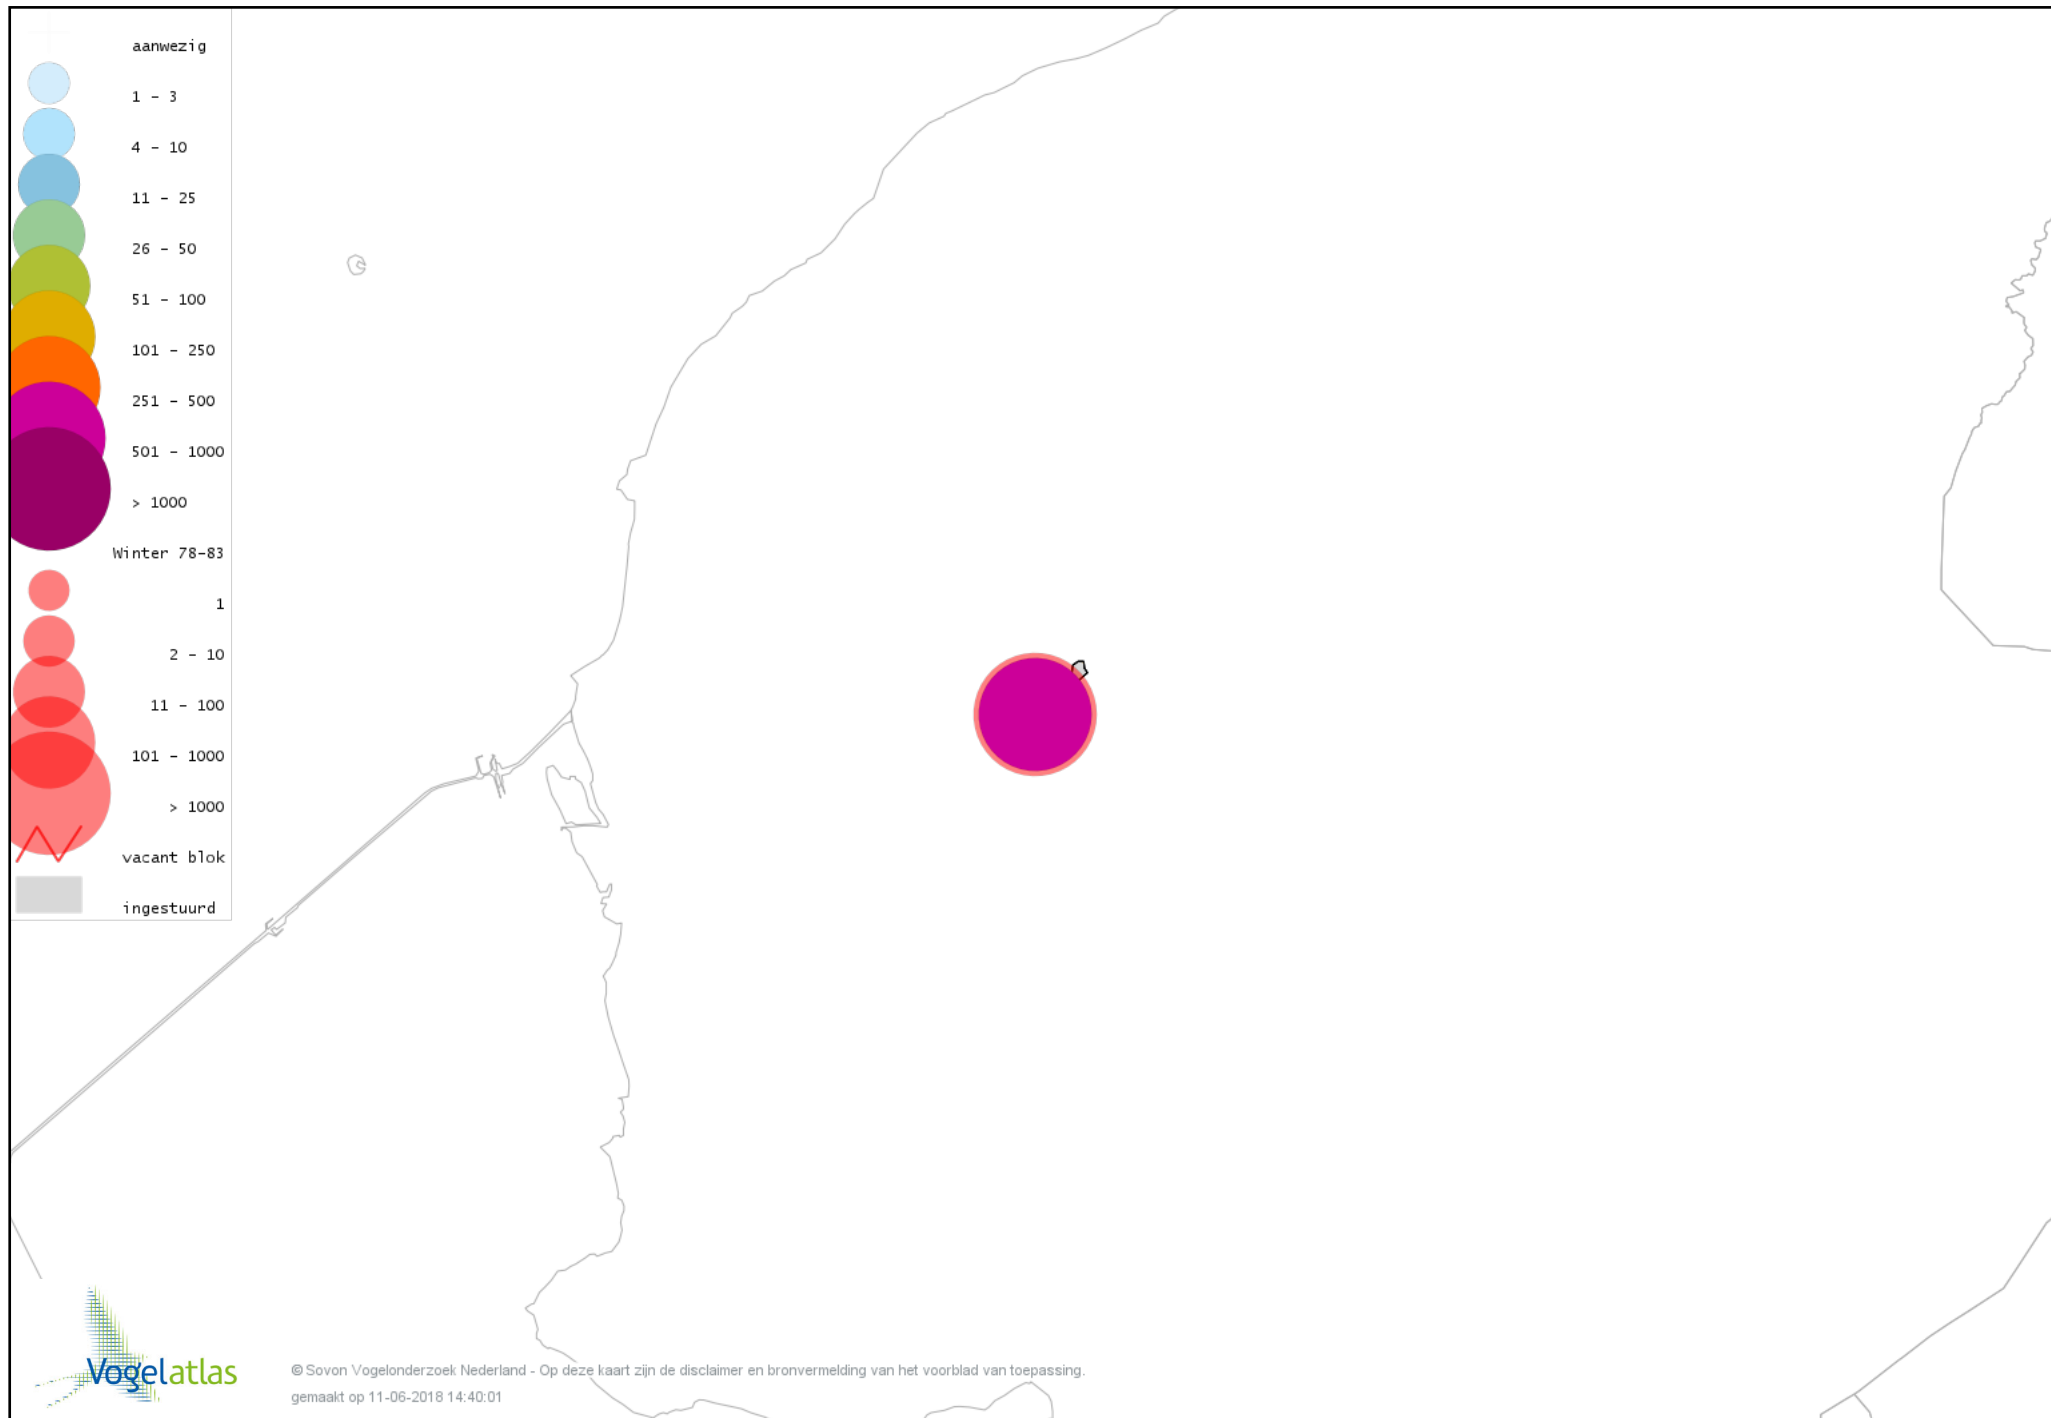 aanwezig
1 - 3
4 - 10
11 - 25
26 - 50
51 - 100
101 - 250
251 - 500
501 - 1000
> 1000
Winter 78-83
1
2 - 10
11 - 100
101 - 1000
> 1000
vacant blok
ingestuurd
Vogelatlas
© Sovon Vogelonderzoek Nederland - Op deze kaart zijn de disclaimer en bronvermelding van het voorblad van toepassing.
gemaakt op 11-06-2018 14:40:01